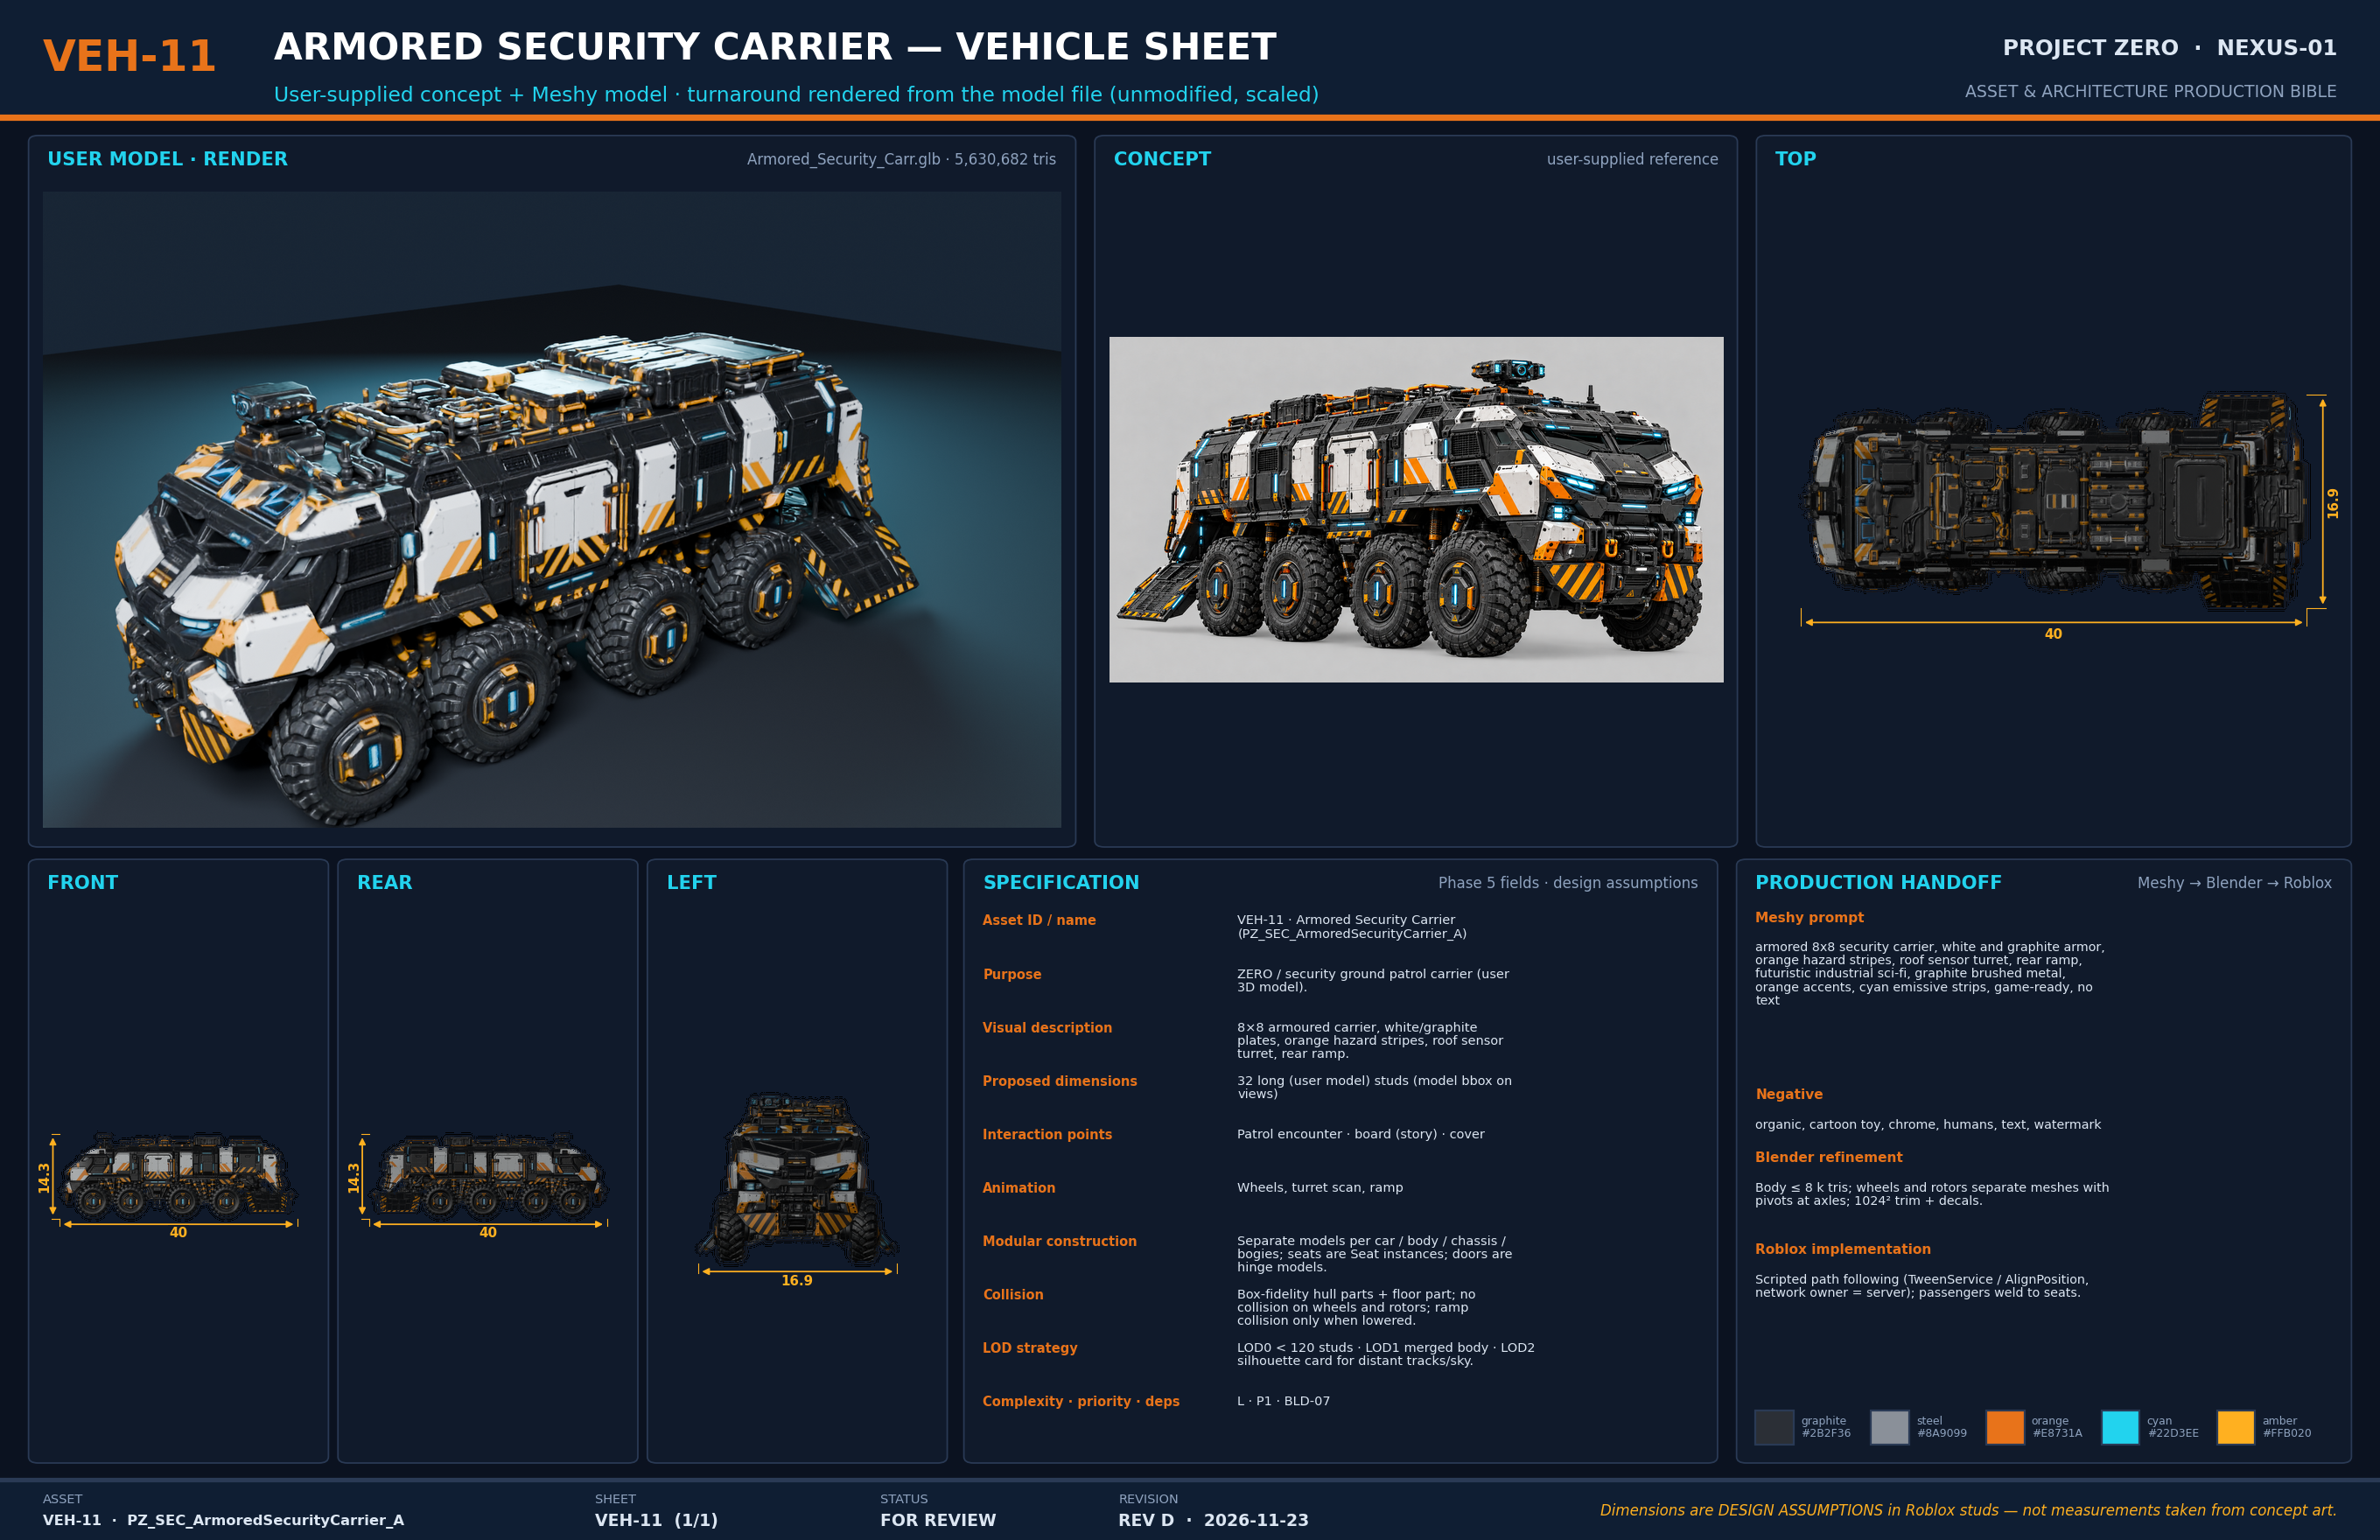 VEH-11
ARMORED SECURITY CARRIER — VEHICLE SHEET
User-supplied concept + Meshy model · turnaround rendered from the model file (unmodified, scaled)
PROJECT ZERO · NEXUS-01
ASSET & ARCHITECTURE PRODUCTION BIBLE
USER MODEL · RENDER
Armored_Security_Carr.glb · 5,630,682 tris
CONCEPT
user-supplied reference
TOP
16.9
40
FRONT
14.3
40
REAR
14.3
40
LEFT
16.9
SPECIFICATION
Phase 5 fields · design assumptions
Asset ID / name
VEH-11 · Armored Security Carrier
(PZ_SEC_ArmoredSecurityCarrier_A)
Purpose
ZERO / security ground patrol carrier (user
3D model).
Visual description
8×8 armoured carrier, white/graphite
plates, orange hazard stripes, roof sensor
turret, rear ramp.
Proposed dimensions
32 long (user model) studs (model bbox on
views)
Interaction points
Patrol encounter · board (story) · cover
Animation
Wheels, turret scan, ramp
Modular construction
Separate models per car / body / chassis /
bogies; seats are Seat instances; doors are
hinge models.
Collision
Box-fidelity hull parts + floor part; no
collision on wheels and rotors; ramp
collision only when lowered.
LOD strategy
LOD0 < 120 studs · LOD1 merged body · LOD2
silhouette card for distant tracks/sky.
Complexity · priority · deps
L · P1 · BLD-07
PRODUCTION HANDOFF
Meshy → Blender → Roblox
Meshy prompt
armored 8x8 security carrier, white and graphite armor,
orange hazard stripes, roof sensor turret, rear ramp,
futuristic industrial sci-fi, graphite brushed metal,
orange accents, cyan emissive strips, game-ready, no
text
Negative
organic, cartoon toy, chrome, humans, text, watermark
Blender refinement
Body ≤ 8 k tris; wheels and rotors separate meshes with
pivots at axles; 1024² trim + decals.
Roblox implementation
Scripted path following (TweenService / AlignPosition,
network owner = server); passengers weld to seats.
graphite
#2B2F36
steel
#8A9099
orange
#E8731A
cyan
#22D3EE
amber
#FFB020
ASSET
VEH-11 · PZ_SEC_ArmoredSecurityCarrier_A
SHEET
VEH-11 (1/1)
STATUS
FOR REVIEW
REVISION
REV D · 2026-11-23
Dimensions are DESIGN ASSUMPTIONS in Roblox studs — not measurements taken from concept art.